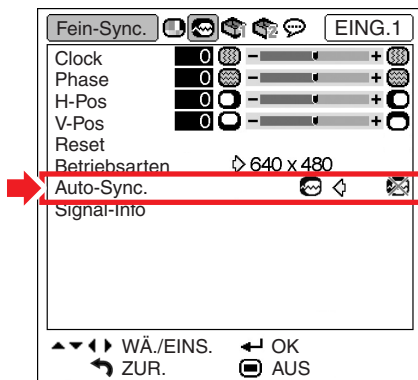 Fein-Sync. ENG.1
Clock 0 - +
Phase 0 - +
H-Pos 0 - +
V-Pos 0 - +
Reset
Betriebsarten 640 x 480
Auto-Sync.
Signal-Info
WÄ./EINS. OK
ZUR. AUS